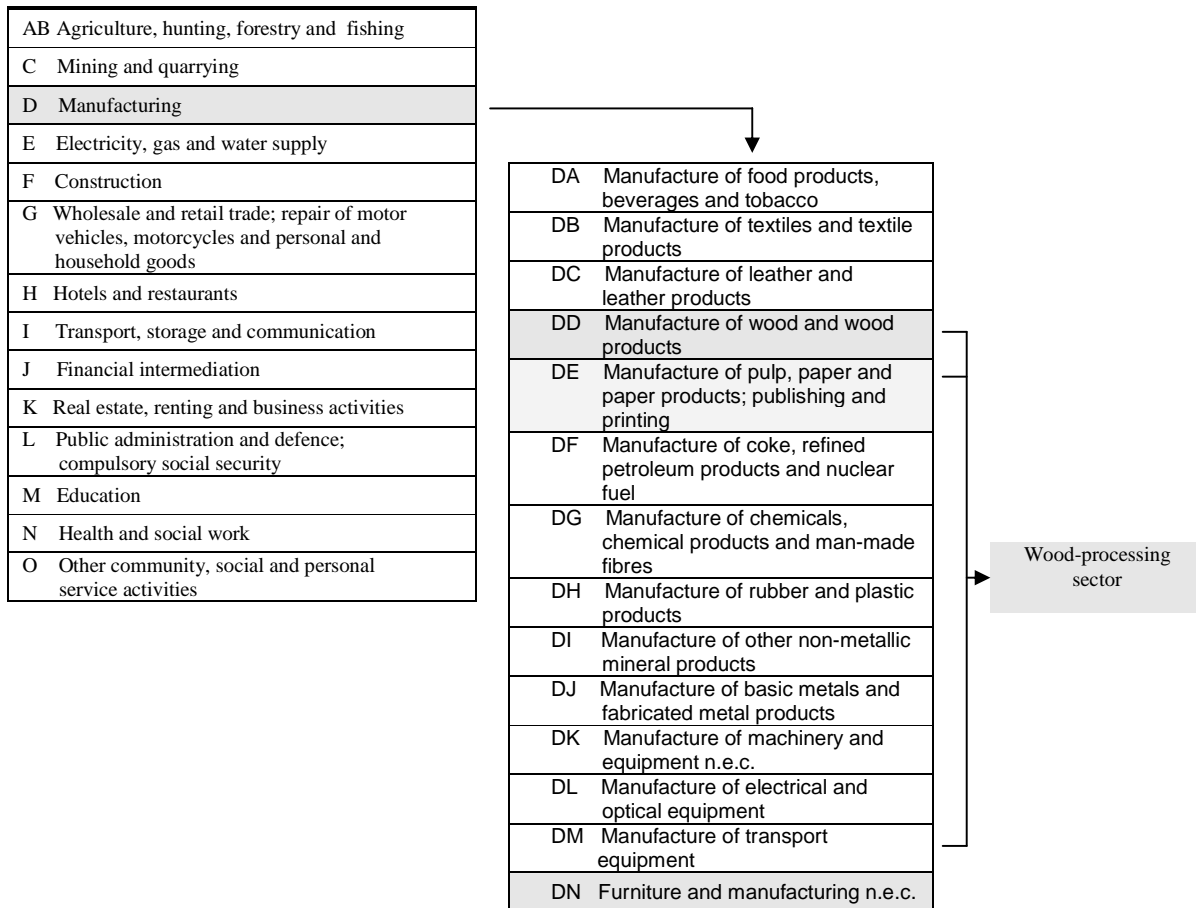 AB Agriculture, hunting, forestry and fishing
C Mining and quarrying
D Manufacturing
E Electricity, gas and water supply
F Construction
G Wholesale and retail trade; repair of motor
vehicles, motorcycles and personal and
household goods
H Hotels and restaurants
I Transport, storage and communication
J Financial intermediation
K Real estate, renting and business activities
L Public administration and defence;
compulsory social security
M Education
N Health and social work
O Other community, social and personal
service activities
DA Manufacture of food products,
beverages and tobacco
DB Manufacture of textiles and textile
products
DC Manufacture of leather and
leather products
DD Manufacture of wood and wood
products
DE Manufacture of pulp, paper and
paper products; publishing and
printing
DF Manufacture of coke, refined
petroleum products and nuclear
fuel
DG Manufacture of chemicals,
chemical products and man-made
fibres
DH Manufacture of rubber and plastic
products
DI Manufacture of other non-metallic
mineral products
DJ Manufacture of basic metals and
fabricated metal products
DK Manufacture of machinery and
equipment n.e.c.
DL Manufacture of electrical and
optical equipment
DM Manufacture of transport
equipment
DN Furniture and manufacturing n.e.c.
Wood-processing
sector